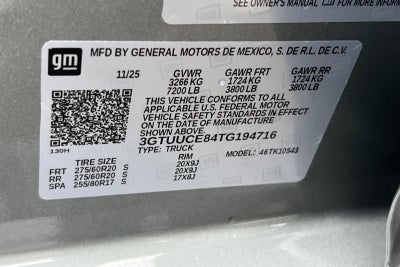 SEE OWNER'S MANUAL FOR MORE INFORMATION
gm
MFD BY GENERAL MOTORS DE MEXICO, S. DE R.L. DE C.V.
11/25 GVWR GAWR FRT GAWR RR
3266 KG 1724 KG 1724 KG
7200 LB 3800 LB 3800 LB
THIS VEHICLE CONFORMS TO ALL
APPLICABLE U.S. FEDERAL MOTOR
VEHICLE SAFETY STANDARDS IN
EFFECT ON THE DATE OF MANUFACTURE
SHOWN ABOVE.
3GTUUCE84TG194716
130H TYPE: TRUCK MODEL: 46TK10543
TIRE SIZE RIM
FRT 275/60R20 S 20X9J
RR 275/60R20 S 20X9J
SPA 255/80R17 S 17X8J